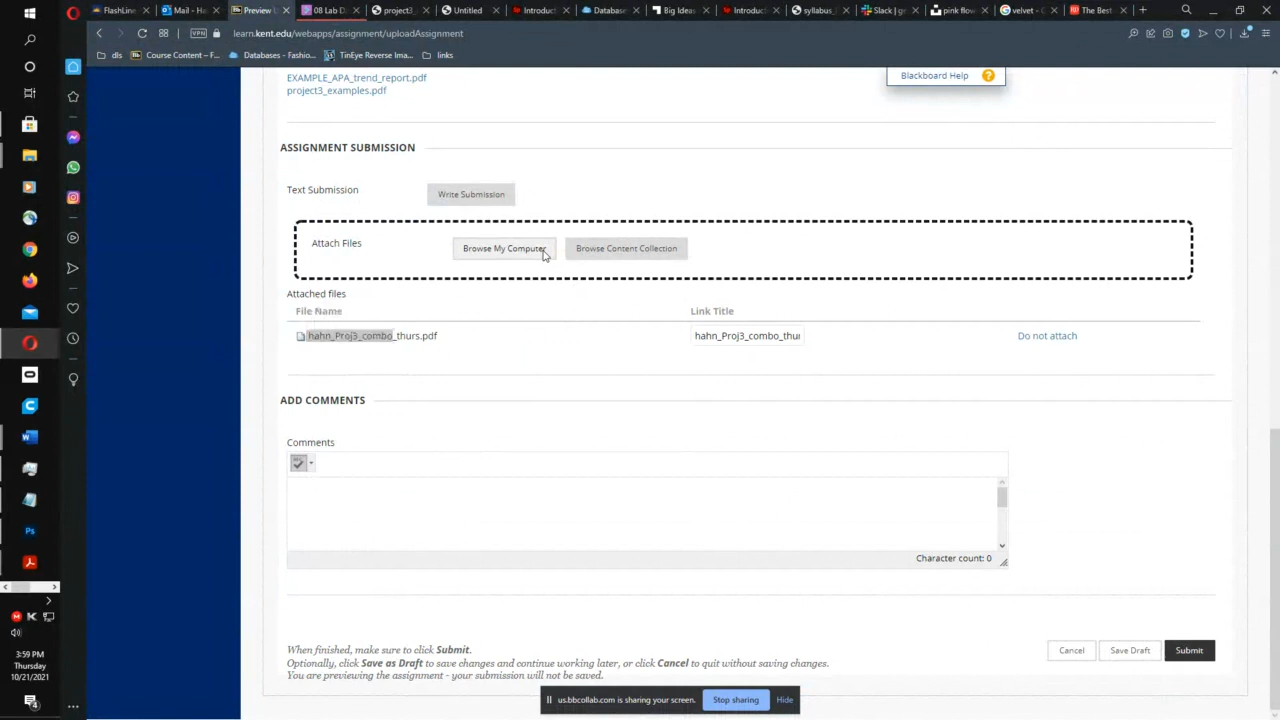 FlashLine
Mail - Ha
Preview U
08 Lab Da
project3_
Untitled
Introduct
Database
Big Ideas
Introduct
syllabus_
Slack | gr
pink flow
velvet - G
The Best
VPN
learn.kent.edu/webapps/assignment/uploadAssignment
dls
Course Content – F...
Databases - Fashio...
TinEye Reverse Ima...
links
EXAMPLE_APA_trend_report.pdf
Blackboard Help ?
project3_examples.pdf
ASSIGNMENT SUBMISSION
Text Submission
Write Submission
Attach Files
Browse My Computer
Browse Content Collection
Attached files
File Name
Link Title
hahn_Proj3_combo_thurs.pdf
hahn_Proj3_combo_thu
Do not attach
ADD COMMENTS
Comments
Character count: 0
When finished, make sure to click Submit.
Optionally, click Save as Draft to save changes and continue working later, or click Cancel to quit without saving changes.
You are previewing the assignment - your submission will not be saved.
Cancel
Save Draft
Submit
us.bbcollab.com is sharing your screen.
Stop sharing
Hide
3:59 PM
Thursday
10/21/2021
4